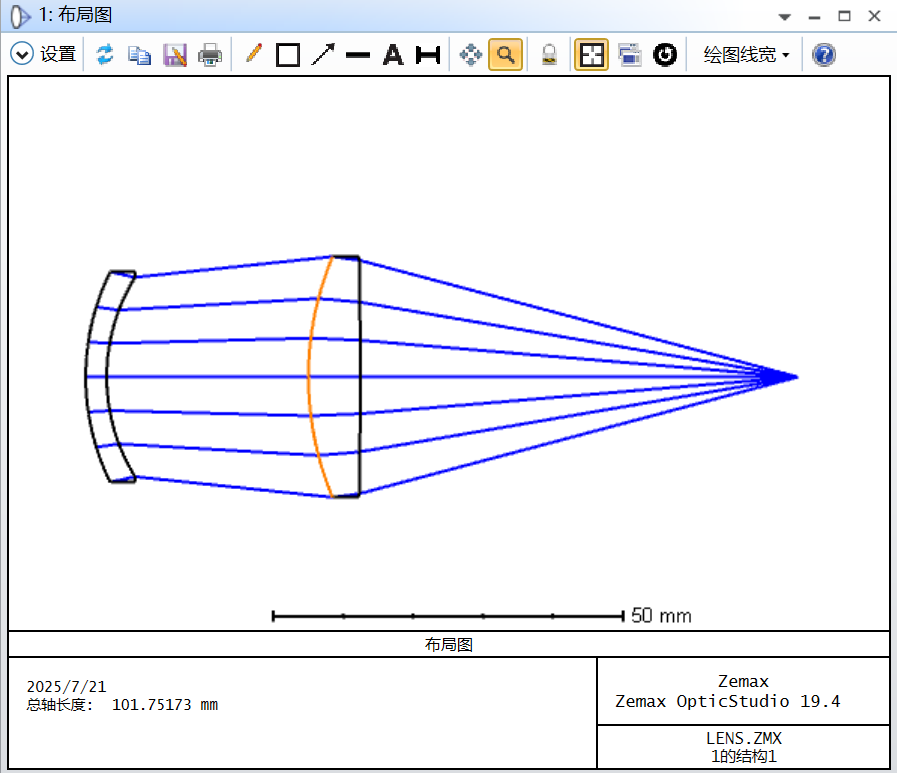 1: 布局图
设置
A
绘图线宽
50 mm
布局图
2025/7/21
总轴长度: 101.75173 mm
Zemax
Zemax OpticStudio 19.4
LENS.ZMX
1的结构1